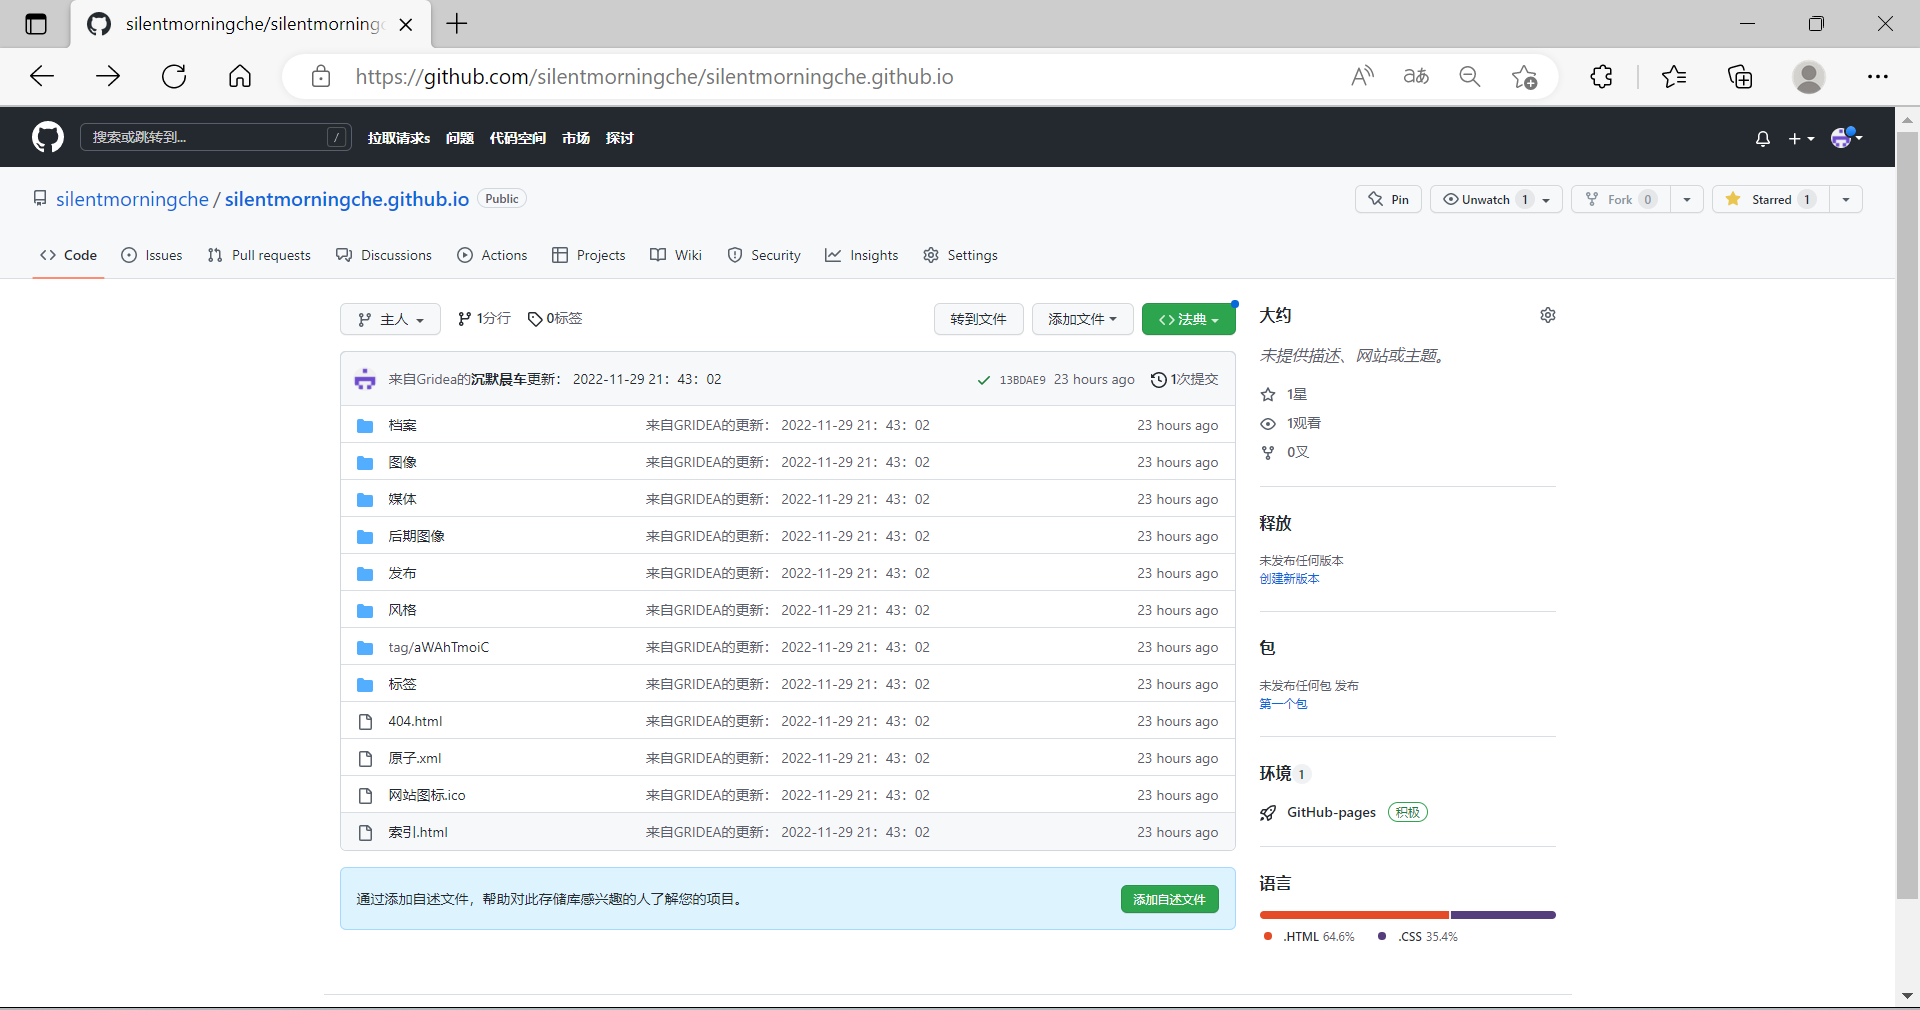 silentmorningche/silentmorningc
https://github.com/silentmorningche/silentmorningche.github.io
搜索或跳转到... / 拉取请求s 问题 代码空间 市场 探讨
silentmorningche / silentmorningche.github.io Public Pin Unwatch 1 Fork 0 Starred 1
Code Issues Pull requests Discussions Actions Projects Wiki Security Insights Settings
主人 1分行 0标签 转到文件 添加文件 <>法典
来自Gridea的沉默晨车更新： 2022-11-29 21：43：02 13BDAE9 23 hours ago 1次提交
档案 来自GRIDEA的更新： 2022-11-29 21：43：02 23 hours ago
图像 来自GRIDEA的更新： 2022-11-29 21：43：02 23 hours ago
媒体 来自GRIDEA的更新： 2022-11-29 21：43：02 23 hours ago
后期图像 来自GRIDEA的更新： 2022-11-29 21：43：02 23 hours ago
发布 来自GRIDEA的更新： 2022-11-29 21：43：02 23 hours ago
风格 来自GRIDEA的更新： 2022-11-29 21：43：02 23 hours ago
tag/aWAhTmoiC 来自GRIDEA的更新： 2022-11-29 21：43：02 23 hours ago
标签 来自GRIDEA的更新： 2022-11-29 21：43：02 23 hours ago
404.html 来自GRIDEA的更新： 2022-11-29 21：43：02 23 hours ago
原子.xml 来自GRIDEA的更新： 2022-11-29 21：43：02 23 hours ago
网站图标.ico 来自GRIDEA的更新： 2022-11-29 21：43：02 23 hours ago
索引.html 来自GRIDEA的更新： 2022-11-29 21：43：02 23 hours ago
通过添加自述文件，帮助对此存储库感兴趣的人了解您的项目。 添加自述文件
大约
未提供描述、网站或主题。
1星
1观看
0叉
释放
未发布任何版本
创建新版本
包
未发布任何包 发布
第一个包
环境 1
GitHub-pages 积极
语言
.HTML 64.6% .CSS 35.4%